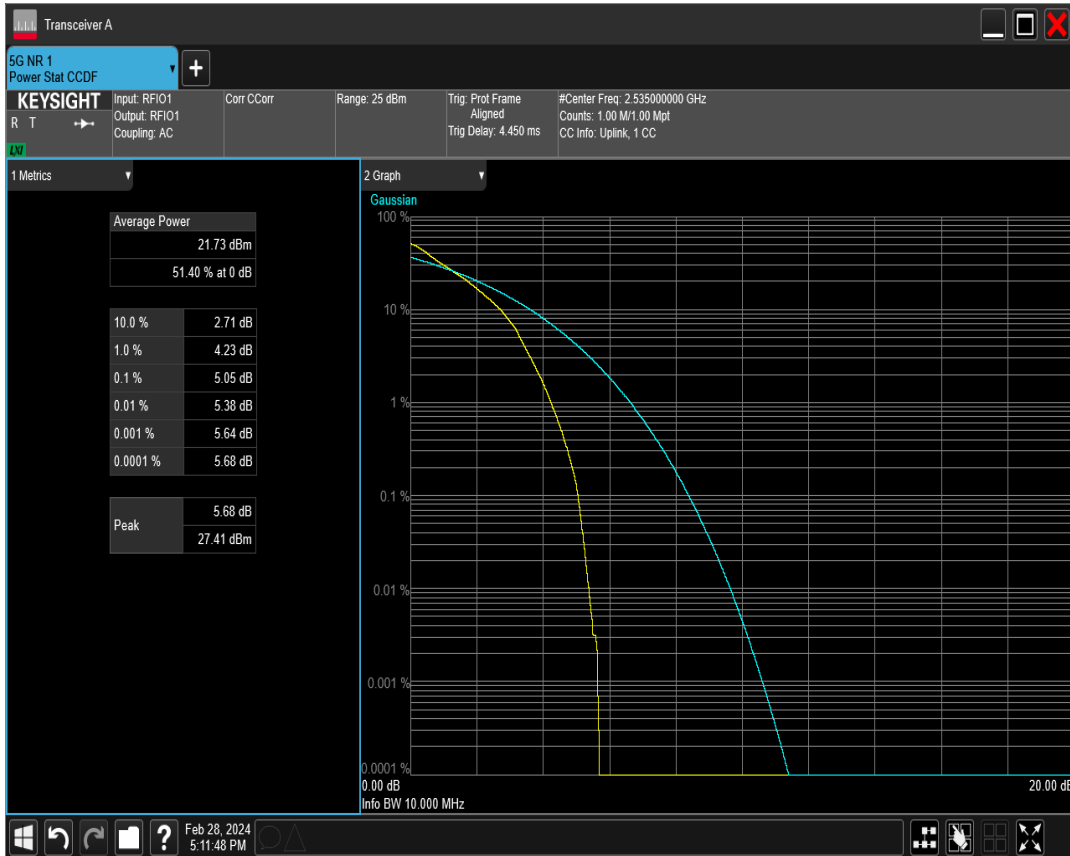 Transceiver A
5G NR 1
Power Stat CCDF
KEYSIGHT
R T
LXI
Input: RFIO1
Output: RFIO1
Coupling: AC
Corr CCorr
Range: 25 dBm
Trig: Prot Frame
Aligned
Trig Delay: 4.450 ms
#Center Freq: 2.535000000 GHz
Counts: 1.00 M/1.00 Mpt
CC Info: Uplink, 1 CC
1 Metrics
Average Power
21.73 dBm
51.40 % at 0 dB
10.0 % 2.71 dB
1.0 % 4.23 dB
0.1 % 5.05 dB
0.01 % 5.38 dB
0.001 % 5.64 dB
0.0001 % 5.68 dB
Peak
5.68 dB
27.41 dBm
2 Graph
Gaussian
100 %
10 %
1 %
0.1 %
0.01 %
0.001 %
0.0001 %
0.00 dB 20.00 dB
Info BW 10.000 MHz
?
Feb 28, 2024
5:11:48 PM